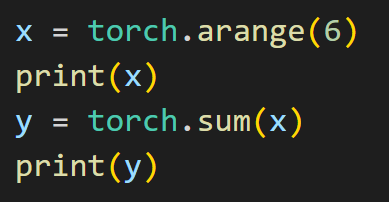 x = torch.arange(6)
print(x)
y = torch.sum(x)
print(y)